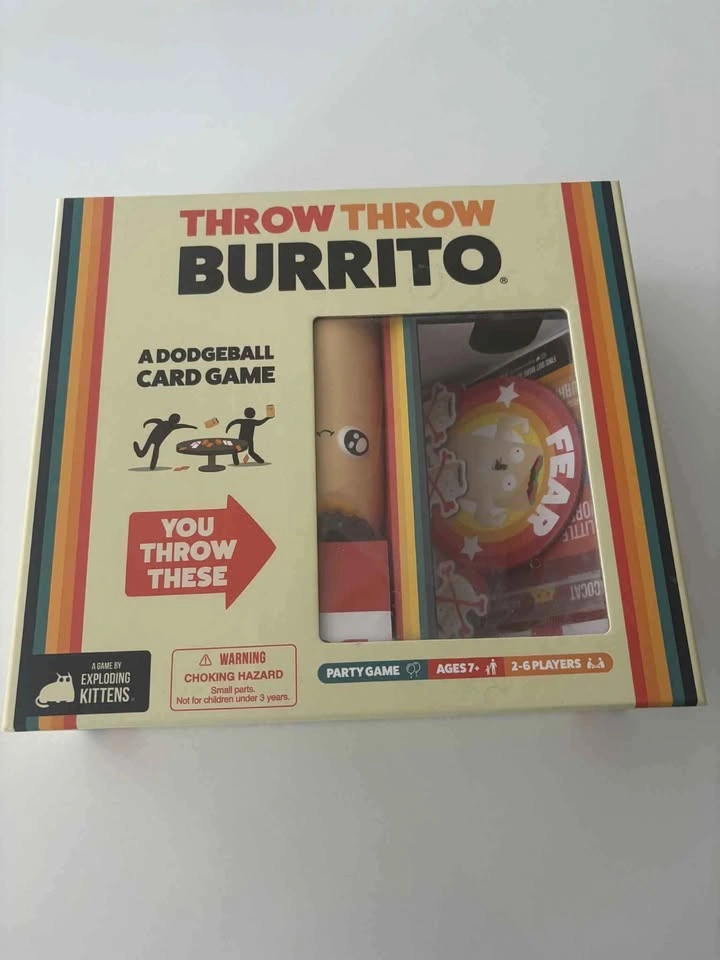 THROW THROW
BURRITO®
A DODGEBALL
CARD GAME
YOU
THROW
THESE
FEAR
A GAME BY
EXPLODING
KITTENS
⚠ WARNING
CHOKING HAZARD
Small parts.
Not for children under 3 years.
PARTY GAME
AGES 7+
2-6 PLAYERS